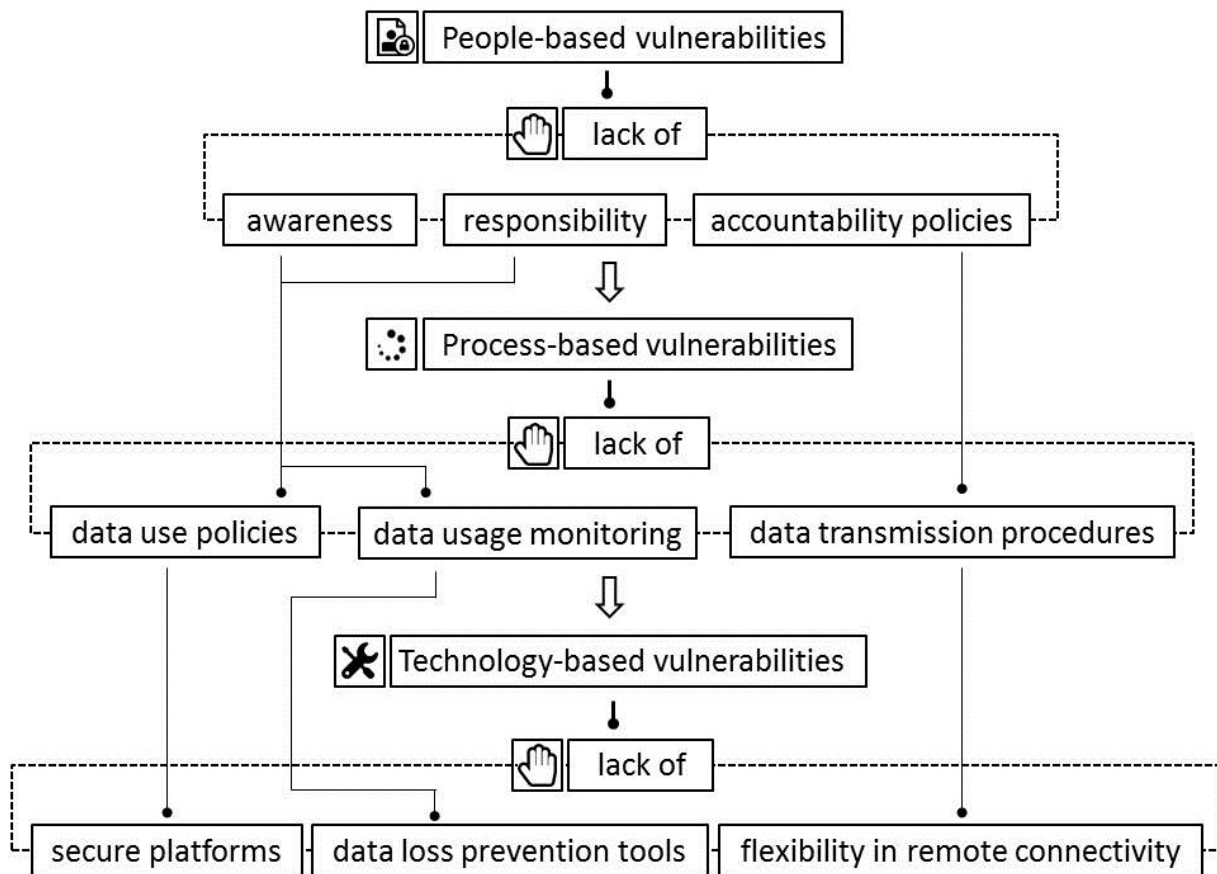 People-based vulnerabilities
lack of
awareness
responsibility
accountability policies
Process-based vulnerabilities
lack of
data use policies
data usage monitoring
data transmission procedures
Technology-based vulnerabilities
lack of
secure platforms
data loss prevention tools
flexibility in remote connectivity